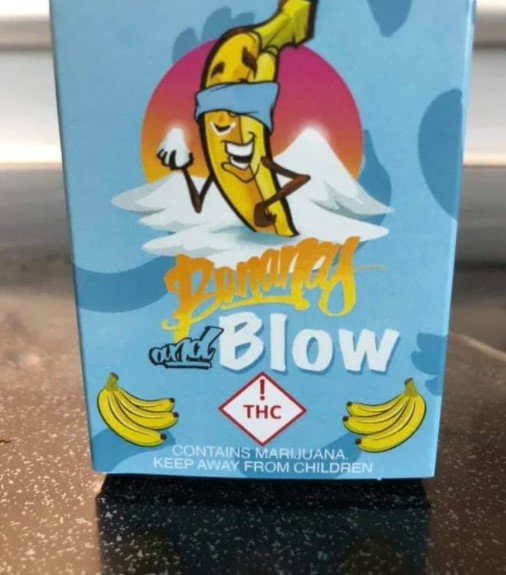 Bananas
and Blow
!
THC
CONTAINS MARIJUANA.
KEEP AWAY FROM CHILDREN